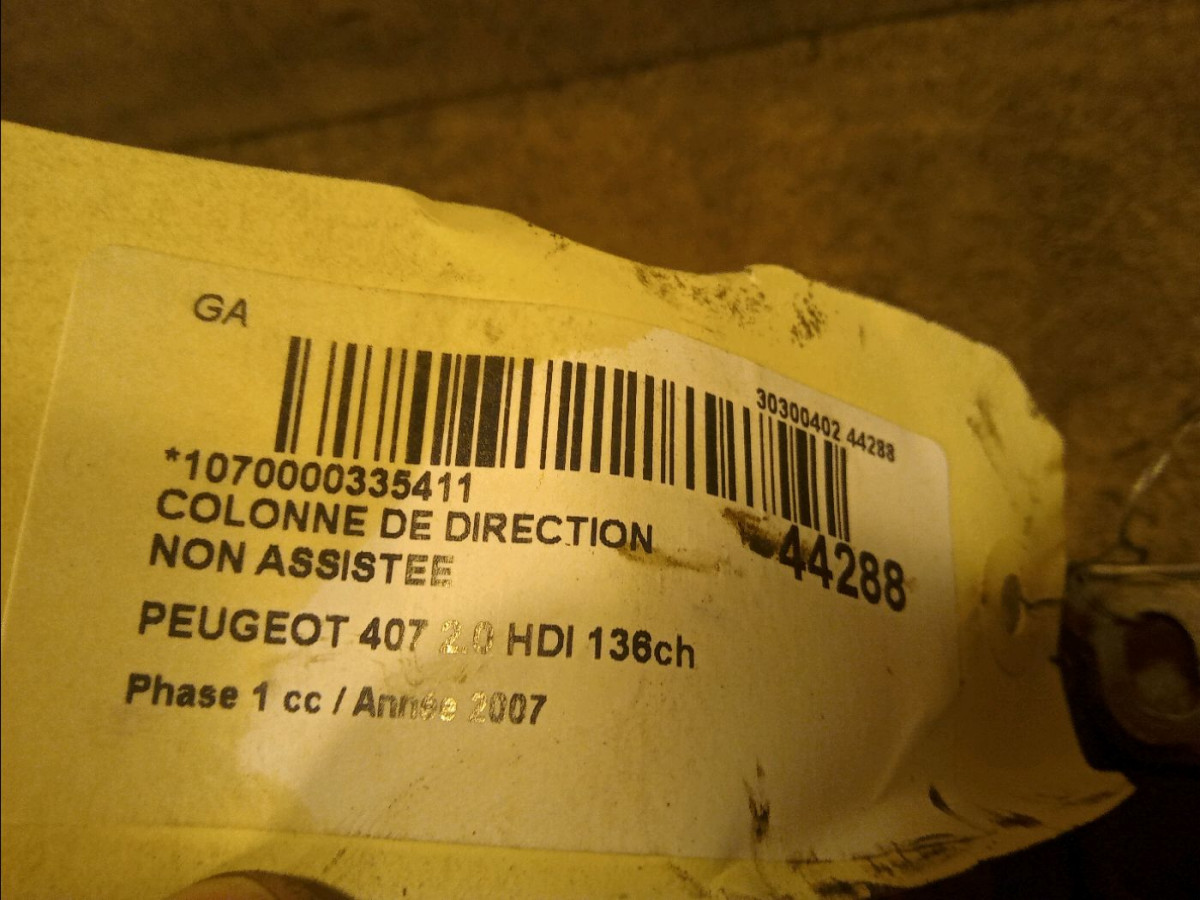 GA
30300402 44288
*1070000335411
COLONNE DE DIRECTION
NON ASSISTEE
44288
PEUGEOT 407 2.0 HDI 136ch
Phase 1 cc / Année 2007